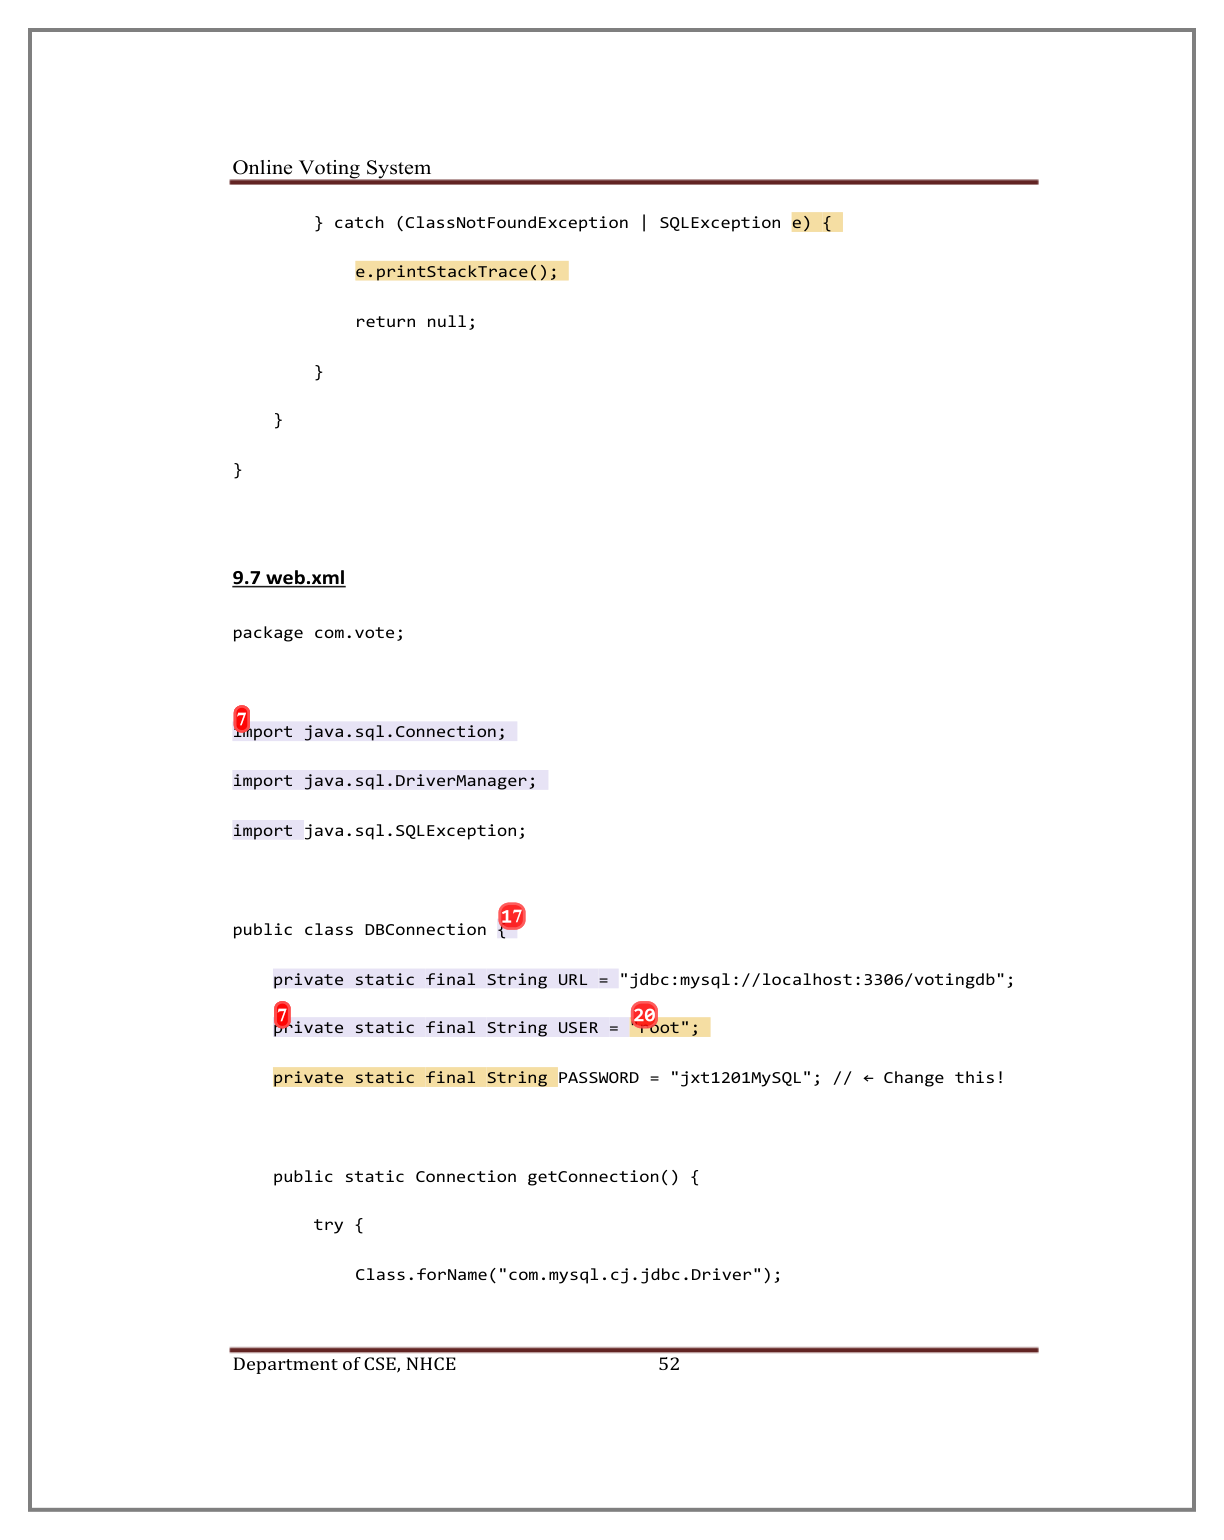 Online Voting System
} catch (ClassNotFoundException | SQLException e) {
e.printStackTrace();
return null;
}
}
}
9.7 web.xml
package com.vote;
7
import java.sql.Connection;
import java.sql.DriverManager;
import java.sql.SQLException;
17
public class DBConnection {
private static final String URL = "jdbc:mysql://localhost:3306/votingdb";
7 20
private static final String USER = "root";
private static final String PASSWORD = "jxt1201MySQL"; // ← Change this!
public static Connection getConnection() {
try {
Class.forName("com.mysql.cj.jdbc.Driver");
Department of CSE, NHCE 52